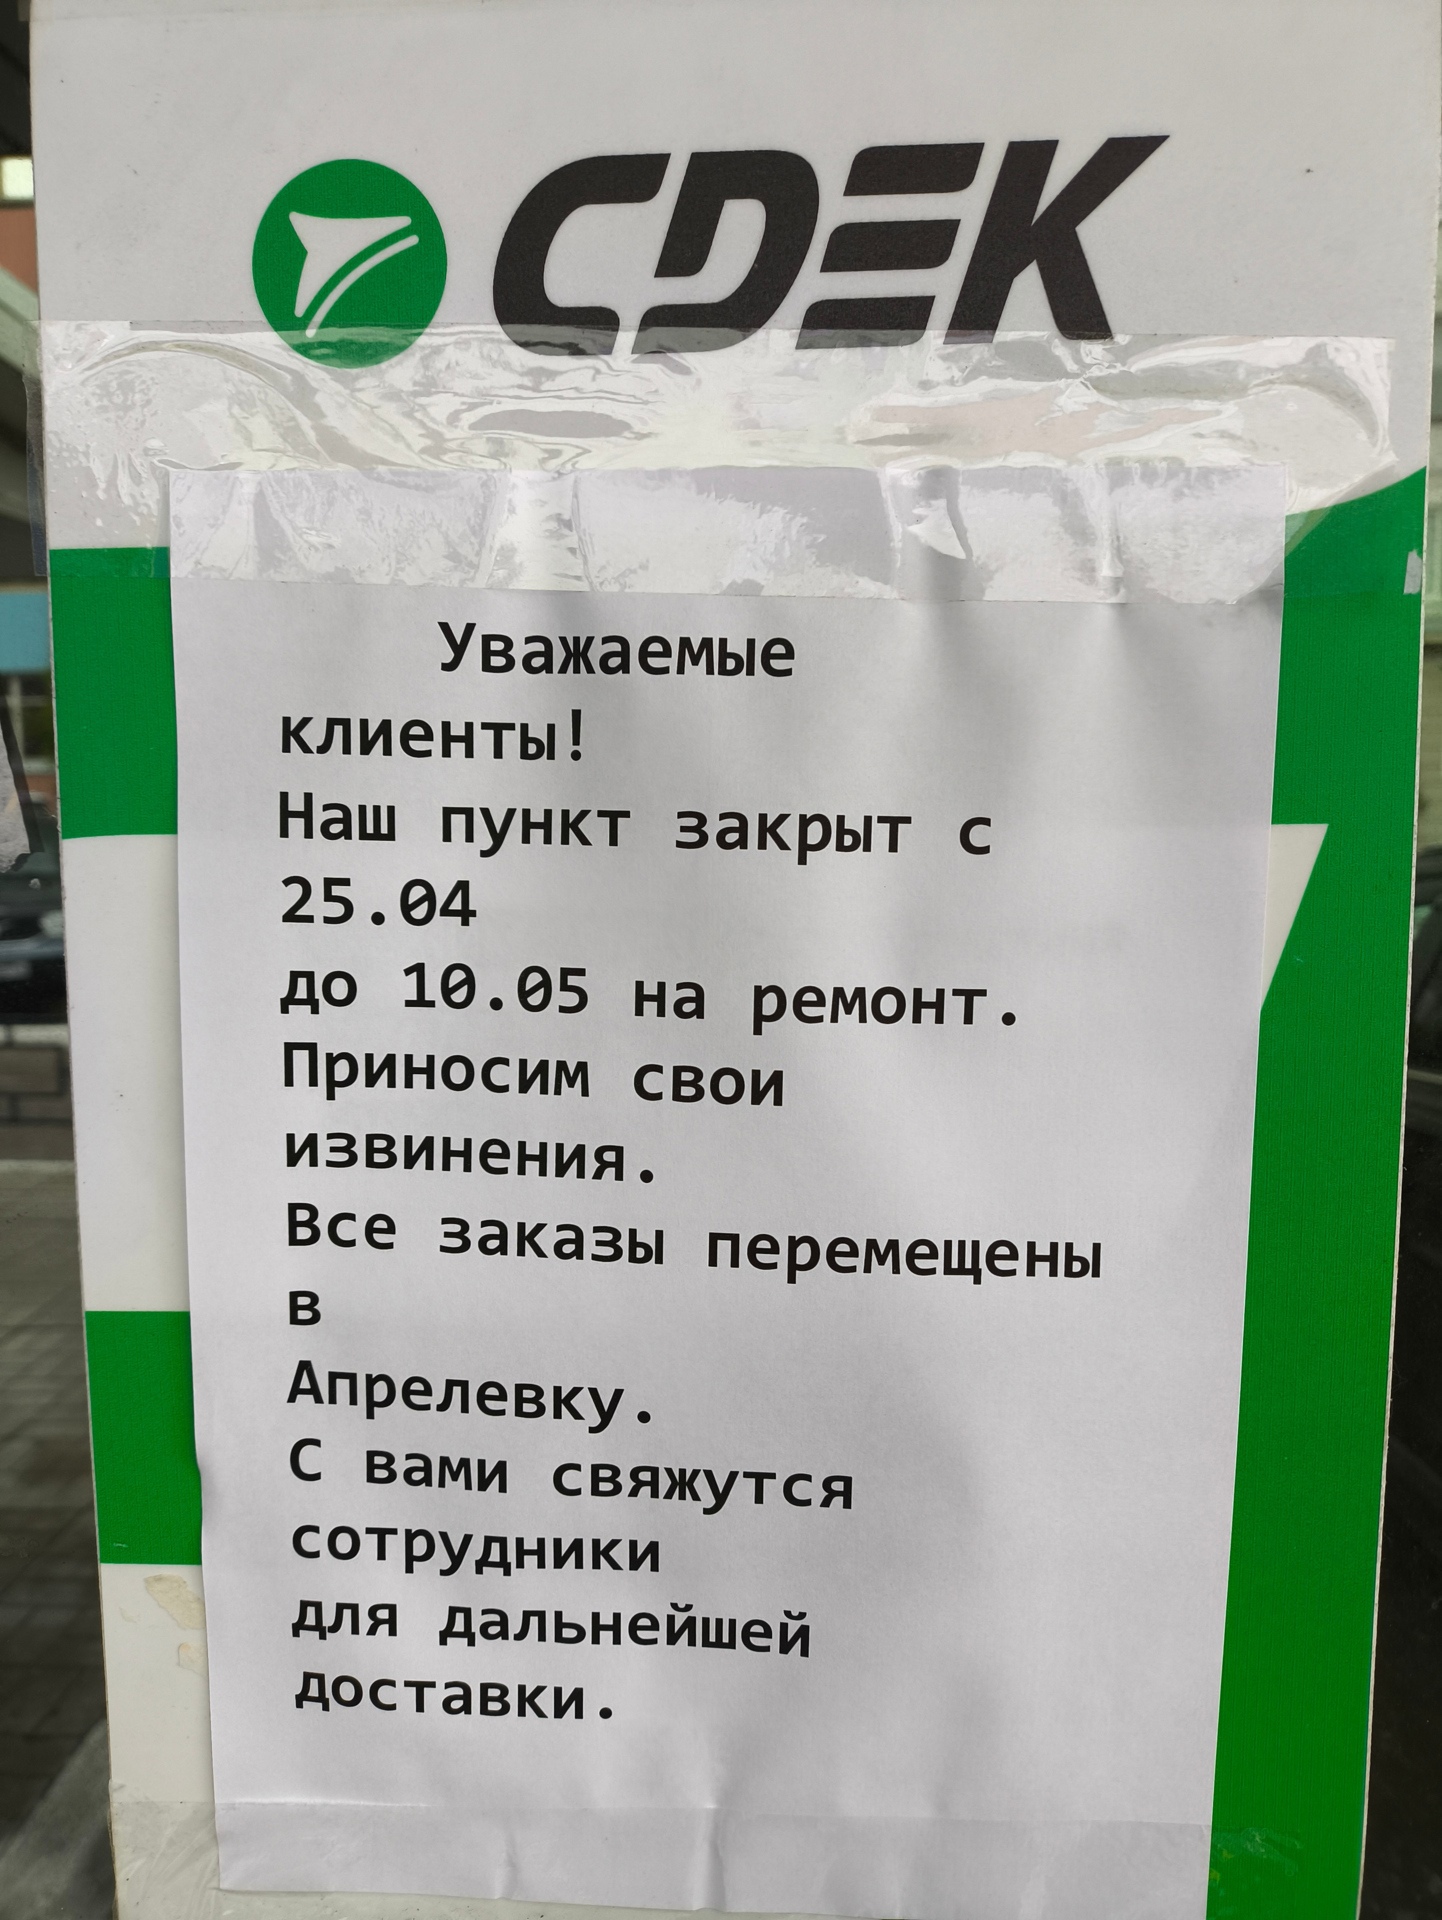 CDEK
Уважаемые
клиенты!
Наш пункт закрыт с
25.04
до 10.05 на ремонт.
Приносим свои
извинения.
Все заказы перемещены
в
Апрелевку.
С вами свяжутся
сотрудники
для дальнейшей
доставки.